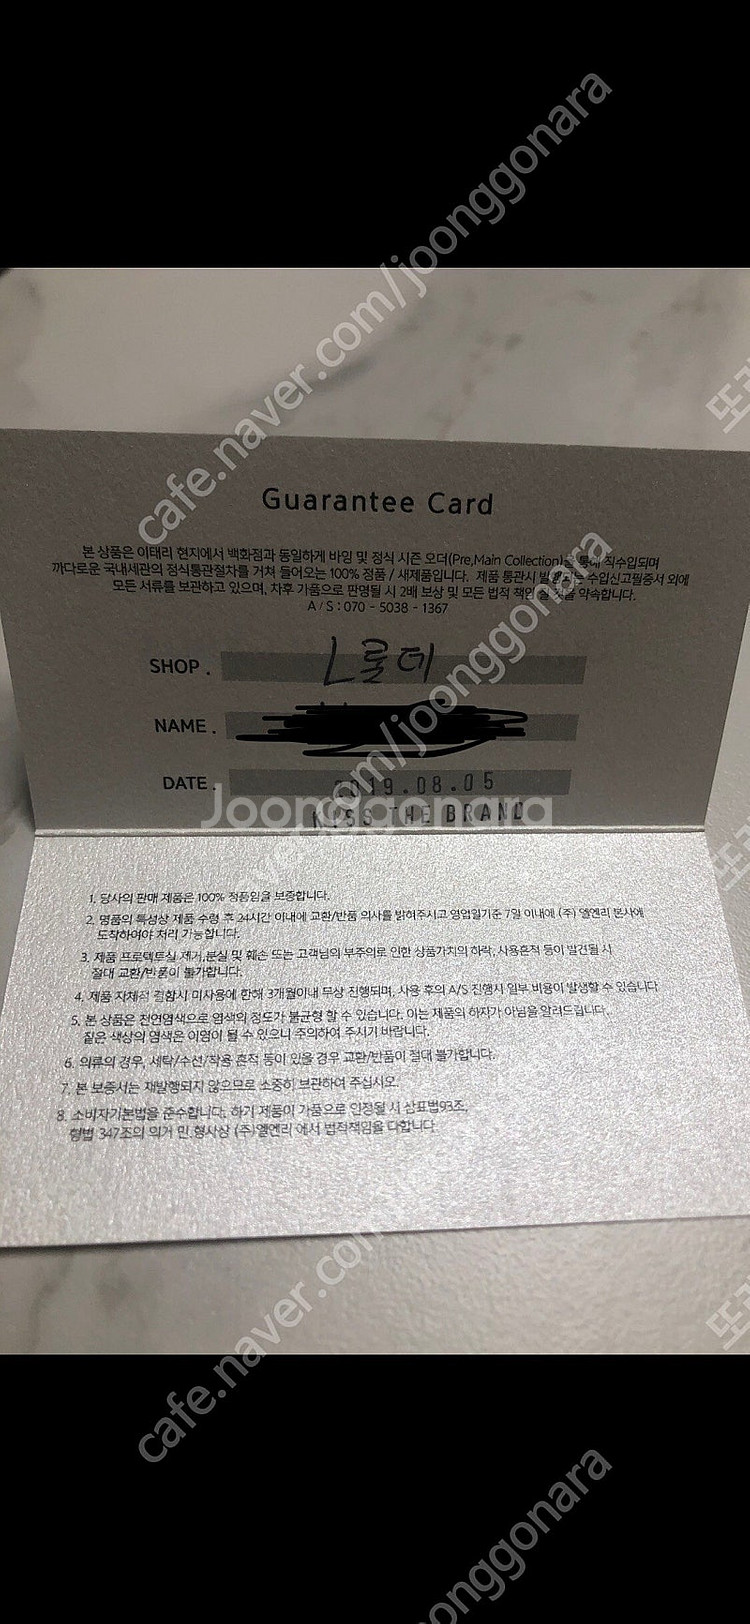 Guarantee Card
본 상품은 이태리 현지에서 백화점과 동일하게 바잉 및 정식 시즌 오더(Pre,Main Collection)를 통해 직수입되며
까다로운 국내세관의 정식통관절차를 거쳐 들어오는 100% 정품 / 새제품입니다. 제품 통관시 수입신고필증서 외에
모든 서류를 보관하고 있으며, 차후 가품으로 판명될 시 2배 보상 및 모든 법적 책임 질 것을 약속합니다.
A / S : 070 - 5038 - 1367
SHOP . L롯데
NAME .
DATE . 2019.08.05
KISS THE BRAND
1. 당사의 판매 제품은 100% 정품임을 보증합니다.
2. 명품의 특성상 제품 수령 후 24시간 이내에 교환/반품 의사를 밝혀주시고 영업일기준 7일 이내에 (주) 엘엔리 본사에
도착하여야 처리 가능합니다.
3. 제품 프로텍트실 제거,분실 및 훼손 또는 고객님의 부주의로 인한 상품가치의 하락, 사용흔적 등이 발견될 시
절대 교환/반품이 불가합니다.
4. 제품 자체적 결함시 미사용에 한해 3개월이내 무상 진행되며, 사용 후의 A/S 진행시 일부 비용이 발생할 수 있습니다
5. 본 상품은 천연염색으로 염색의 정도가 불균형 할 수 있습니다. 이는 제품의 하자가 아님을 알려드립니다.
짙은 색상의 염색은 이염이 될 수 있으니 주의하여 주시기 바랍니다.
6. 의류의 경우, 세탁/수선/착용 흔적 등이 있을 경우 교환/반품이 절대 불가합니다.
7. 본 보증서는 재발행되지 않으므로 소중히 보관하여 주십시오.
8. 소비자기본법을 준수합니다. 하기 제품이 가품으로 인정될 시 상표법93조,
형법 347조의 의거 민.형사상 (주)엘엔리 에서 법적책임을 다합니다
Joonggonara
cafe.naver.com/joonggonara
cafe.naver.com/joonggonara